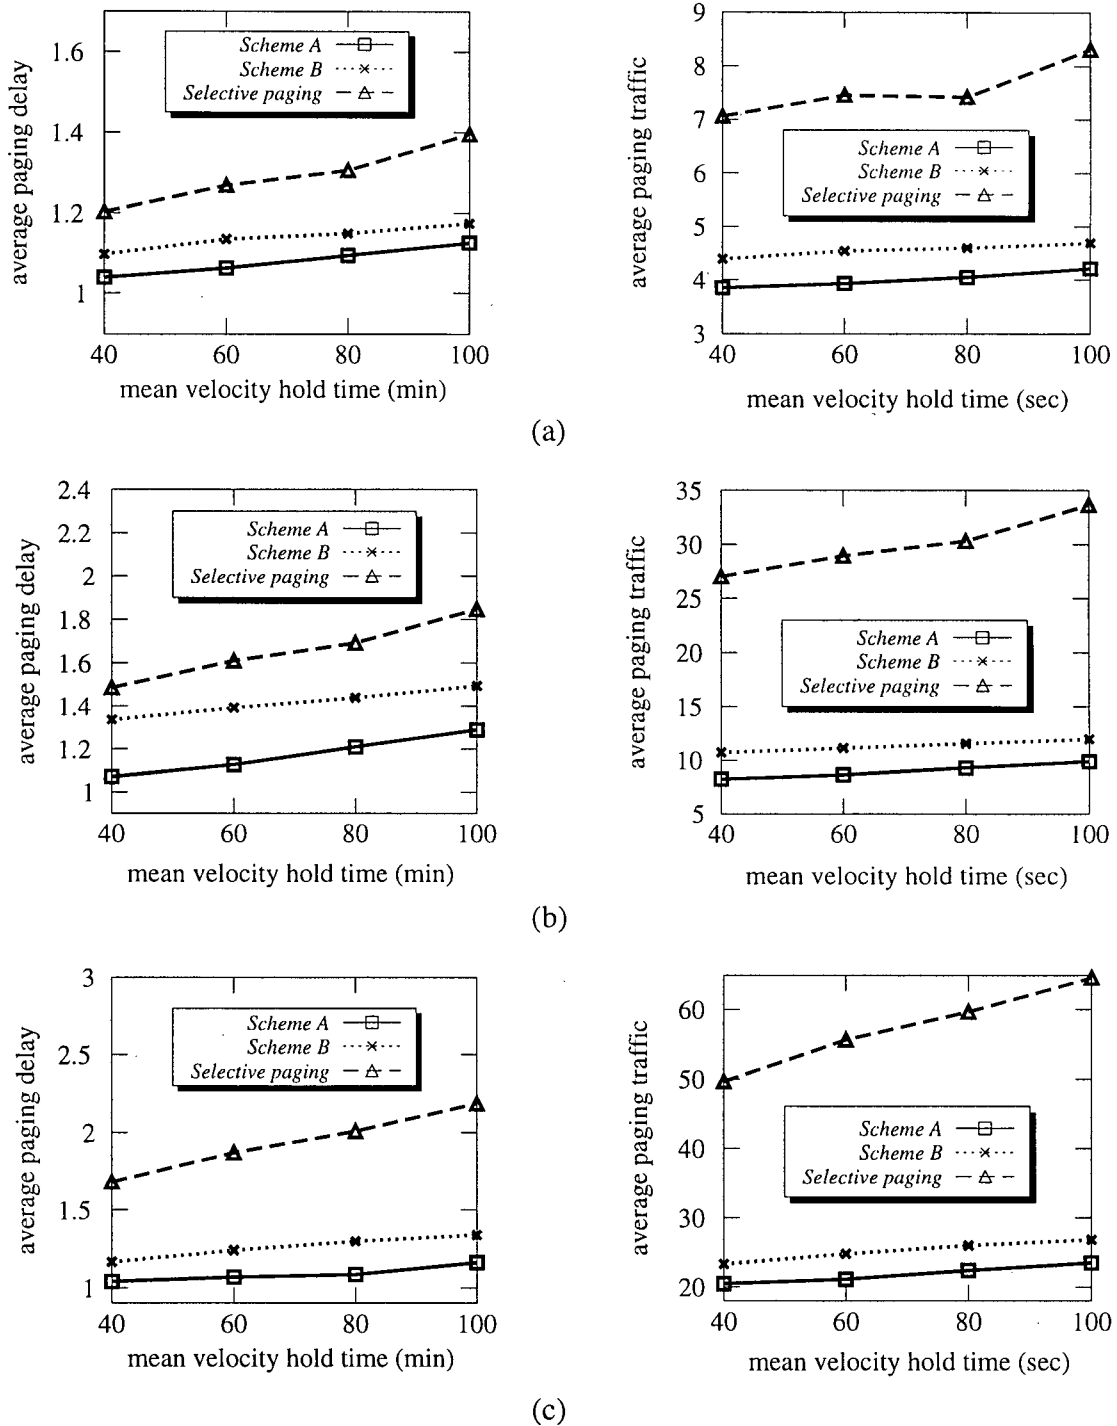 1.6
1.4
1.2
1
average paging delay
Scheme A
Scheme B
Selective paging
40 60 80 100
mean velocity hold time (min)
9
8
7
6
5
4
3
average paging traffic
Scheme A
Scheme B
Selective paging
40 60 80 100
mean velocity hold time (sec)
(a)
2.4
2.2
2
1.8
1.6
1.4
1.2
1
average paging delay
Scheme A
Scheme B
Selective paging
40 60 80 100
mean velocity hold time (min)
35
30
25
20
15
10
5
average paging traffic
Scheme A
Scheme B
Selective paging
40 60 80 100
mean velocity hold time (sec)
(b)
3
2.5
2
1.5
1
average paging delay
Scheme A
Scheme B
Selective paging
40 60 80 100
mean velocity hold time (min)
60
50
40
30
20
average paging traffic
Scheme A
Scheme B
Selective paging
40 60 80 100
mean velocity hold time (sec)
(c)